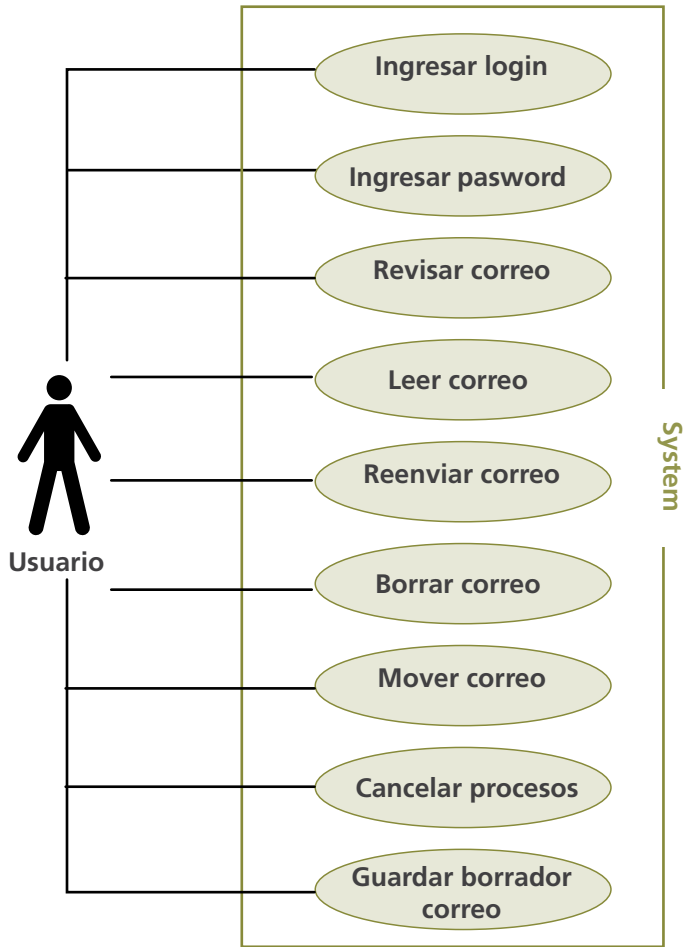 Ingresar login
Ingresar pasword
Revisar correo
Leer correo
Reenviar correo
Borrar correo
Mover correo
Cancelar procesos
Guardar borrador
correo
Usuario
System